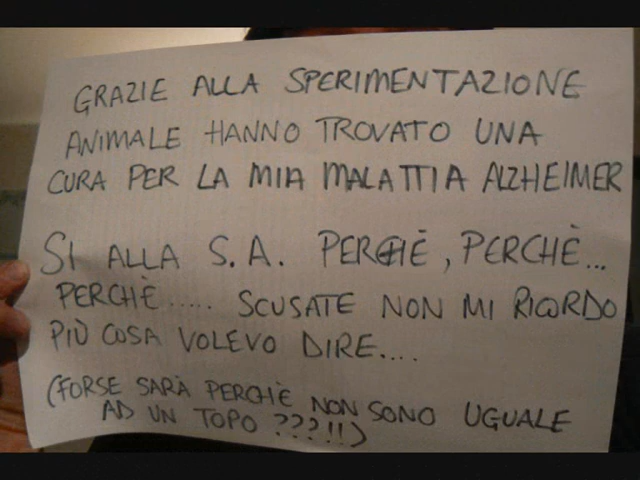 GRAZIE ALLA SPERIMENTAZIONE
ANIMALE HANNO TROVATO UNA
CURA PER LA MIA MALATTIA ALZHEIMER
SI ALLA S.A. PERCHÈ, PERCHÈ...
PERCHÈ..... SCUSATE NON MI RICORDO
PIÙ COSA VOLEVO DIRE....
(FORSE SARÀ PERCHÈ NON SONO UGUALE
AD UN TOPO ???!!)